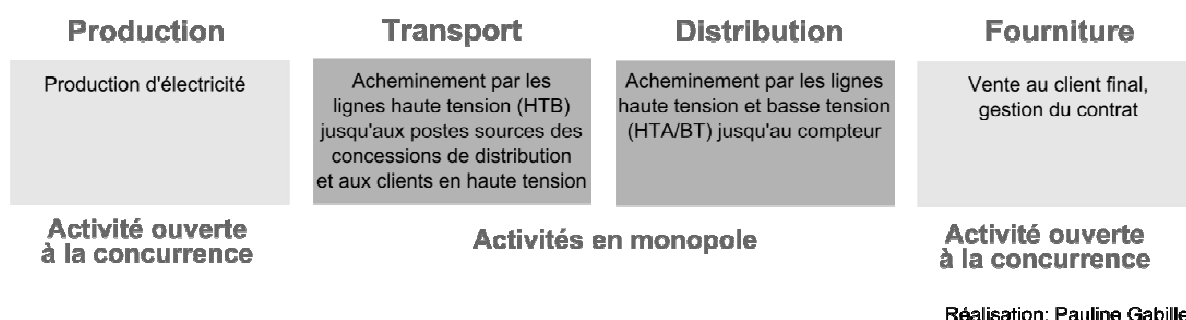 Production
Transport
Distribution
Fourniture
Production d'électricité
Acheminement par les
lignes haute tension (HTB)
jusqu'aux postes sources des
concessions de distribution
et aux clients en haute tension
Acheminement par les lignes
haute tension et basse tension
(HTA/BT) jusqu'au compteur
Vente au client final,
gestion du contrat
Activité ouverte
à la concurrence
Activités en monopole
Activité ouverte
à la concurrence
Réalisation: Pauline Gabille